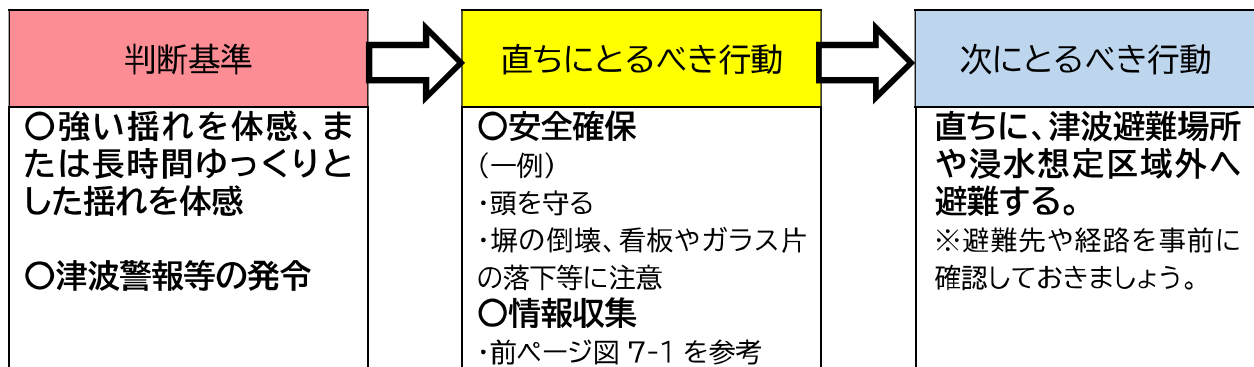 判断基準
〇強い揺れを体感、ま
たは長時間ゆっくりと
した揺れを体感
〇津波警報等の発令
直ちにとるべき行動
〇安全確保
（一例）
・頭を守る
・塀の倒壊、看板やガラス片
の落下等に注意
〇情報収集
・前ページ図 7-1 を参考
次にとるべき行動
直ちに、津波避難場所
や浸水想定区域外へ
避難する。
※避難先や経路を事前に
確認しておきましょう。